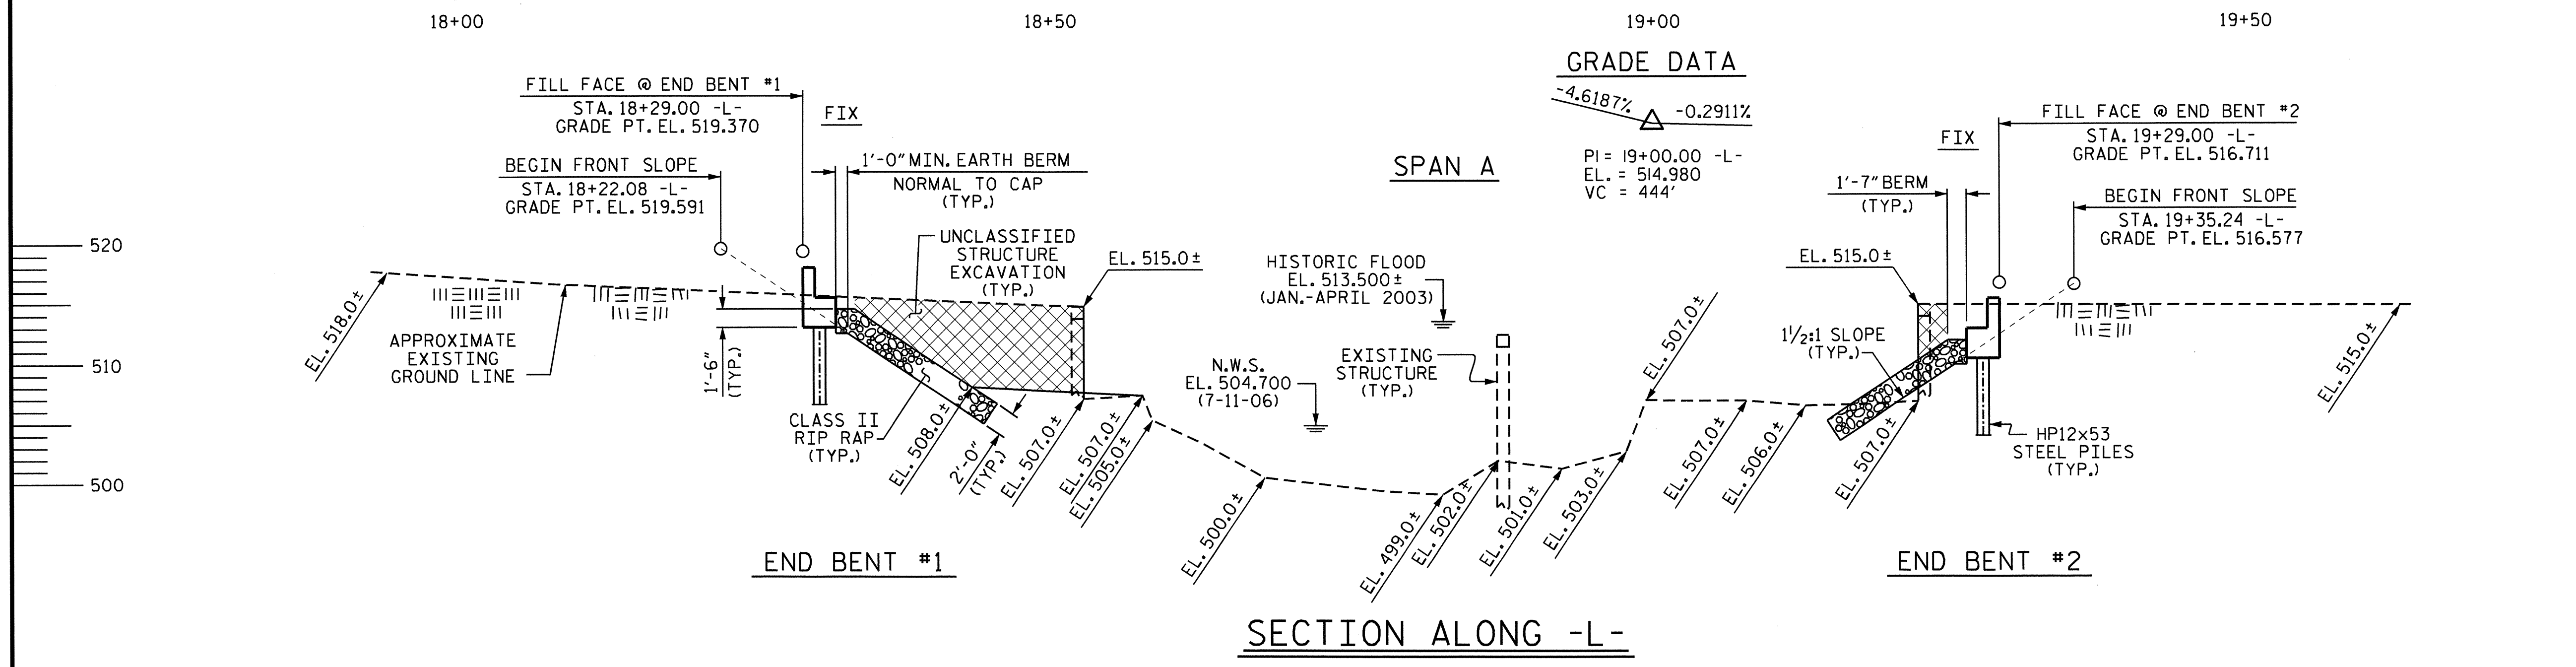 18+00
18+50
19+00
19+50
GRADE DATA
-4.6187%
-0.2911%
PI = 19+00.00 -L-
EL. = 514.980
VC = 444'
FILL FACE @ END BENT #1
STA. 18+29.00 -L-
GRADE PT. EL. 519.370
FIX
BEGIN FRONT SLOPE
STA. 18+22.08 -L-
GRADE PT. EL. 519.591
1'-0" MIN. EARTH BERM
NORMAL TO CAP
(TYP.)
UNCLASSIFIED
STRUCTURE
EXCAVATION
(TYP.)
EL. 515.0±
SPAN A
HISTORIC FLOOD
EL. 513.500±
(JAN.-APRIL 2003)
FILL FACE @ END BENT #2
STA. 19+29.00 -L-
GRADE PT. EL. 516.711
FIX
1'-7" BERM
(TYP.)
BEGIN FRONT SLOPE
STA. 19+35.24 -L-
GRADE PT. EL. 516.577
EL. 515.0±
520
510
500
EL. 518.0±
APPROXIMATE
EXISTING
GROUND LINE
1'-6"
(TYP.)
CLASS II
RIP RAP
(TYP.)
EL. 508.0±
2'-0"
(TYP.)
EL. 507.0±
EL. 507.0±
EL. 505.0±
N.W.S.
EL. 504.700
(7-11-06)
EXISTING
STRUCTURE
(TYP.)
EL. 500.0±
EL. 499.0±
EL. 502.0±
EL. 501.0±
EL. 503.0±
EL. 507.0±
EL. 507.0±
EL. 506.0±
EL. 507.0±
1½:1 SLOPE
(TYP.)
HP12x53
STEEL PILES
(TYP.)
EL. 515.0±
END BENT #1
END BENT #2
SECTION ALONG -L-